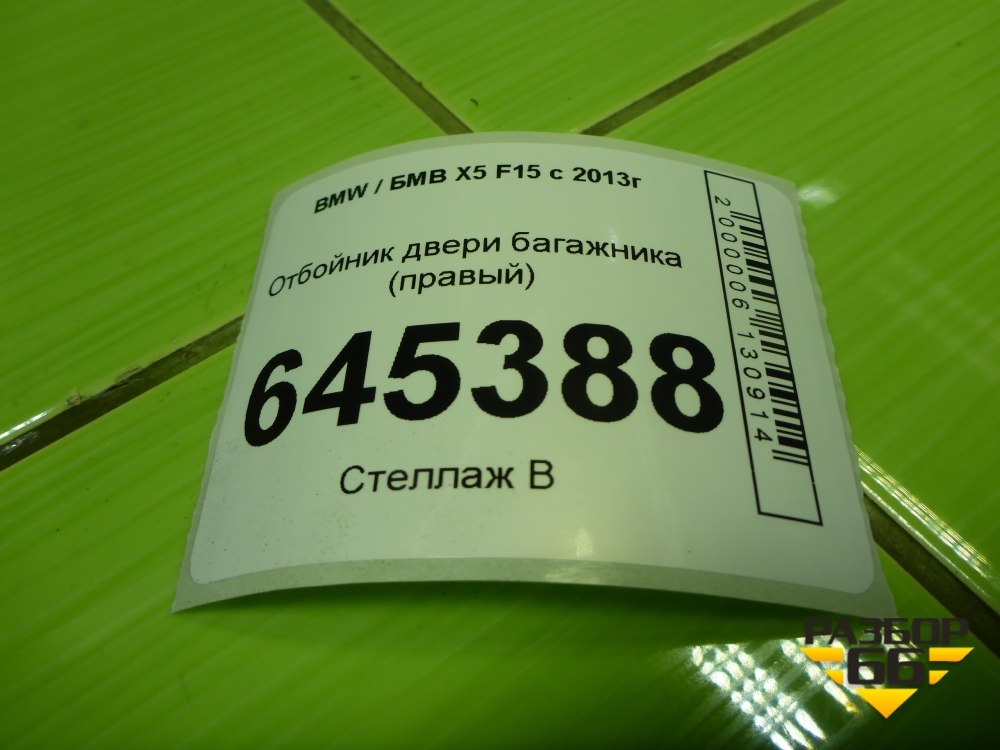 BMW / БМВ X5 F15 с 2013г
Отбойник двери багажника
(правый)
645388
Стеллаж В
2000006130914
РАЗБОР
66